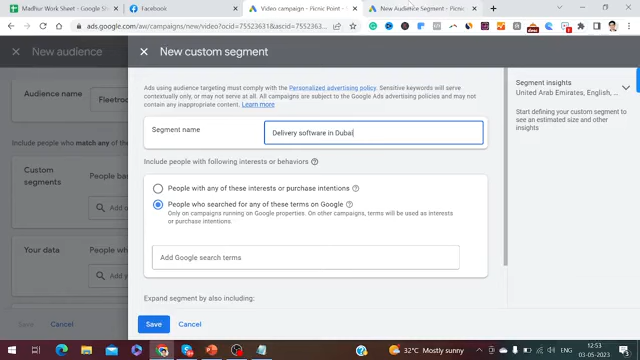 Madhur Work Sheet
Facebook
Video campaign - Picnic Point -
New Audience Segment - Picnic
ads.google.com/aw/campaigns/new/video?ocid=75523631&ascid=75523631
New audience
New custom segment
Ads using audience targeting must comply with the Personalized advertising policy. Sensitive keywords will serve
contextually only, or may not serve at all. All campaigns are subject to the Google Ads advertising policies and may not
contain any inappropriate content. Learn more
Segment insights
United Arab Emirates, English, ...
Start defining your custom segment to
see an estimated size and other
insights
Audience name
Fleetroo
Segment name
Delivery software in Dubai
Include people who match any of the
Include people with following interests or behaviors
Custom
segments
People
Add
People with any of these interests or purchase intentions
People who searched for any of these terms on Google
Only on campaigns running on Google properties. On other campaigns, terms will be used as interests
or purchase intentions.
Your data
Add Google search terms
Expand segment by also including:
Save
Cancel
Save
Cancel
32°C Mostly sunny
12:53
03-05-2023